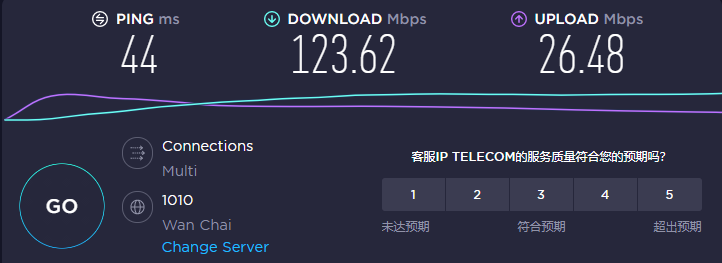 PING ms
DOWNLOAD Mbps
UPLOAD Mbps
44
123.62
26.48
Connections
Multi
GO
1010
Wan Chai
Change Server
客服IP TELECOM的服务质量符合您的预期吗?
1 2 3 4 5
未达预期 符合预期 超出预期